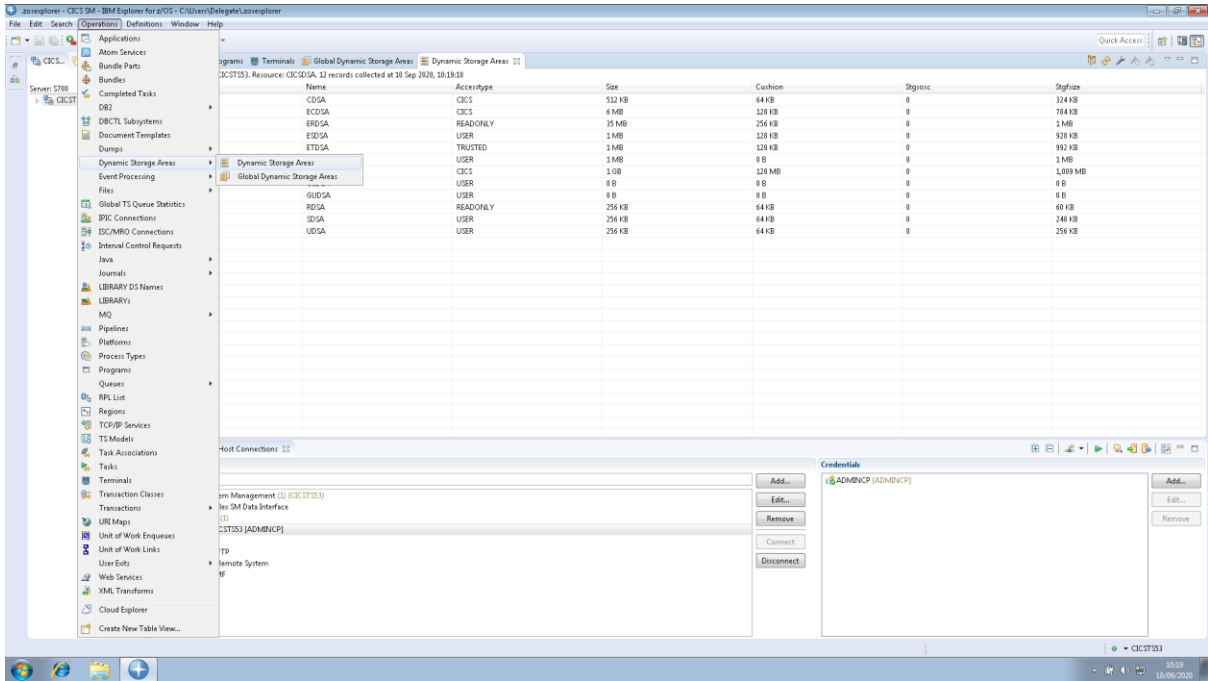 .zosexplorer - CICS SM - IBM Explorer for z/OS - C:\Users\Delegate\.zosexplorer
File Edit Search Operations Definitions Window Help
Quick Access
CICS...
ograms Terminals Global Dynamic Storage Areas Dynamic Storage Areas
CICSTS53. Resource: CICSDSA. 12 records collected at 10 Sep 2020, 10:19:18
Server: S700
CICST
Name Accesstype Size Cushion Stgsosc Stgfsize
CDSA CICS 512 KB 64 KB 0 324 KB
ECDSA CICS 6 MB 128 KB 0 784 KB
ERDSA READONLY 35 MB 256 KB 0 1 MB
ESDSA USER 1 MB 128 KB 0 928 KB
ETDSA TRUSTED 1 MB 128 KB 0 992 KB
USER 1 MB 0 B 0 1 MB
CICS 1 GB 128 MB 0 1,009 MB
USER 0 B 0 B 0 0 B
GUDSA USER 0 B 0 B 0 0 B
RDSA READONLY 256 KB 64 KB 0 60 KB
SDSA USER 256 KB 64 KB 0 248 KB
UDSA USER 256 KB 64 KB 0 256 KB
Applications
Atom Services
Bundle Parts
Bundles
Completed Tasks
DB2
DBCTL Subsystems
Document Templates
Dumps
Dynamic Storage Areas
Dynamic Storage Areas
Global Dynamic Storage Areas
Event Processing
Files
Global TS Queue Statistics
IPIC Connections
ISC/MRO Connections
Interval Control Requests
Java
Journals
LIBRARY DS Names
LIBRARYs
MQ
Pipelines
Platforms
Process Types
Programs
Queues
RPL List
Regions
TCP/IP Services
TS Models
Task Associations
Tasks
Terminals
Transaction Classes
Transactions
URI Maps
Unit of Work Enqueues
Unit of Work Links
User Exits
Web Services
XML Transforms
Cloud Explorer
Create New Table View...
Host Connections
em Management (1) (CICSTS53)
lex SM Data Interface
(1)
CSTS53 [ADMINCP]
TP
Remote System
MF
Add...
Edit...
Remove
Connect
Disconnect
Credentials
ADMINCP [ADMINCP]
Add...
Edit...
Remove
CICSTS53
10:19
10/09/2020